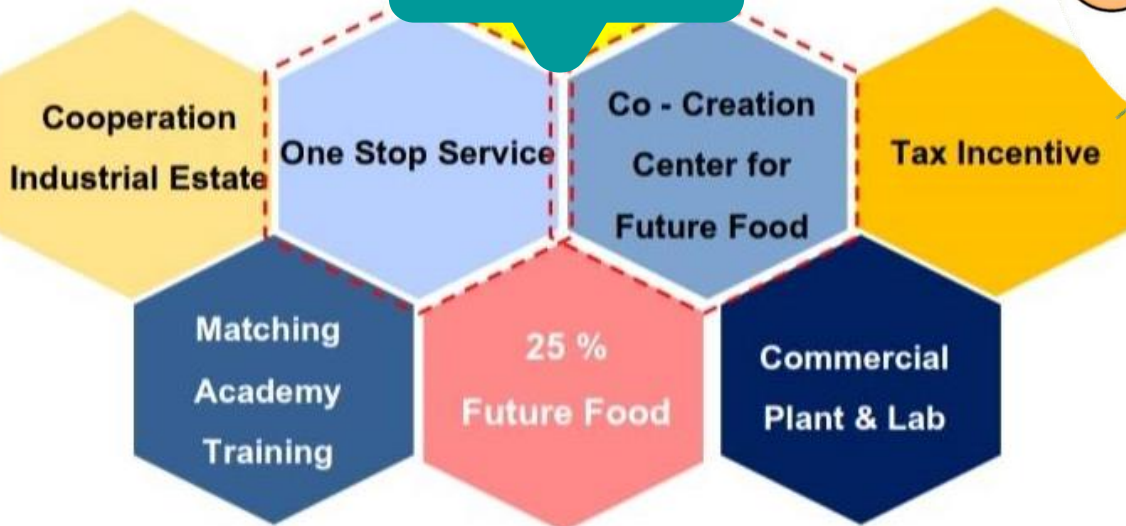 Cooperation
Industrial Estate
One Stop Service
Co - Creation
Center for
Future Food
Tax Incentive
Matching
Academy
Training
25 %
Future Food
Commercial
Plant & Lab